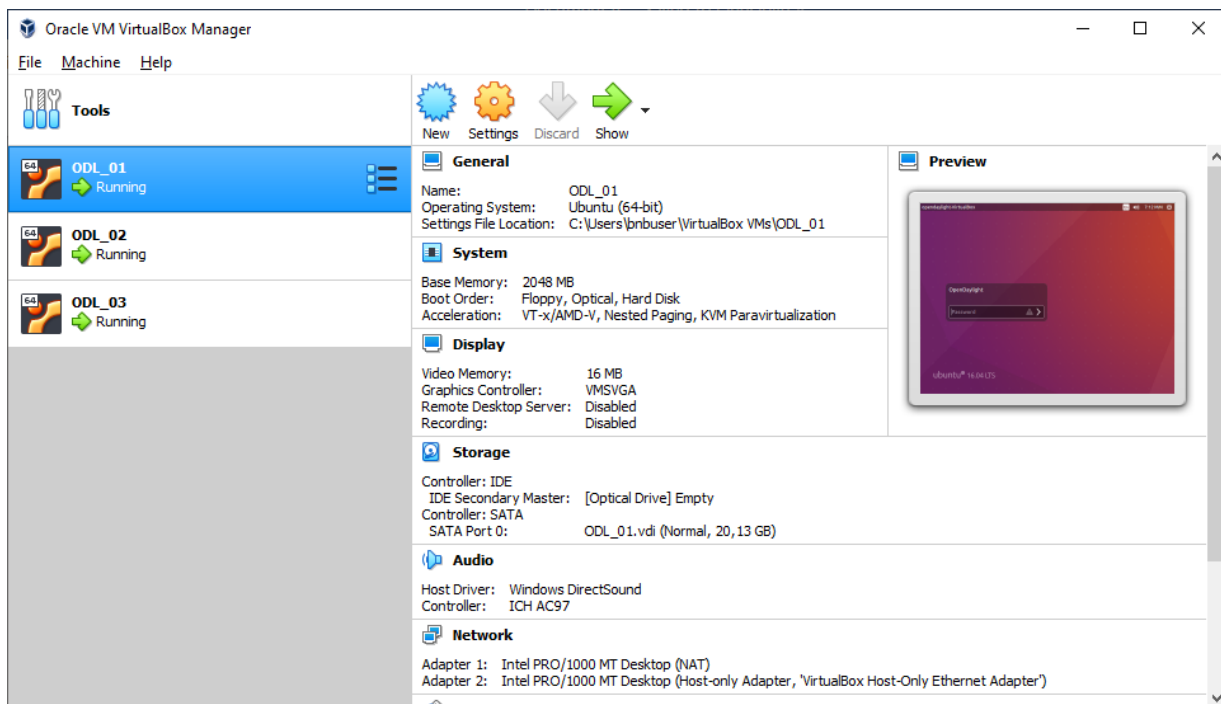 Oracle VM VirtualBox Manager
File Machine Help
Tools
New Settings Discard Show
64
ODL_01
Running
64
ODL_02
Running
64
ODL_03
Running
General
Name: ODL_01
Operating System: Ubuntu (64-bit)
Settings File Location: C:\Users\bnbuser\VirtualBox VMs\ODL_01
System
Base Memory: 2048 MB
Boot Order: Floppy, Optical, Hard Disk
Acceleration: VT-x/AMD-V, Nested Paging, KVM Paravirtualization
Display
Video Memory: 16 MB
Graphics Controller: VMSVGA
Remote Desktop Server: Disabled
Recording: Disabled
Preview
OpenDaylight
Password
ubuntu® 16.04 LTS
Storage
Controller: IDE
IDE Secondary Master: [Optical Drive] Empty
Controller: SATA
SATA Port 0: ODL_01.vdi (Normal, 20,13 GB)
Audio
Host Driver: Windows DirectSound
Controller: ICH AC97
Network
Adapter 1: Intel PRO/1000 MT Desktop (NAT)
Adapter 2: Intel PRO/1000 MT Desktop (Host-only Adapter, 'VirtualBox Host-Only Ethernet Adapter')